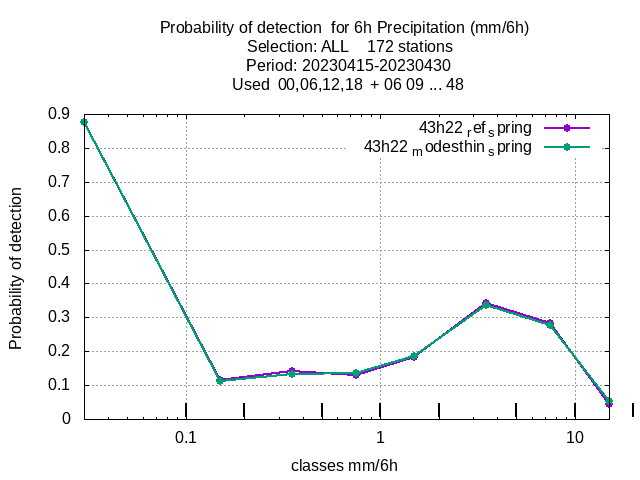 Probability of detection  for 6h Precipitation (mm/6h)
Selection: ALL    172 stations
Period: 20230415-20230430
Used  00,06,12,18  + 06 09 ... 48
43h22 ref spring
43h22 modesthin spring
Probability of detection
0.9
0.8
0.7
0.6
0.5
0.4
0.3
0.2
0.1
0
0.1 1 10
classes mm/6h